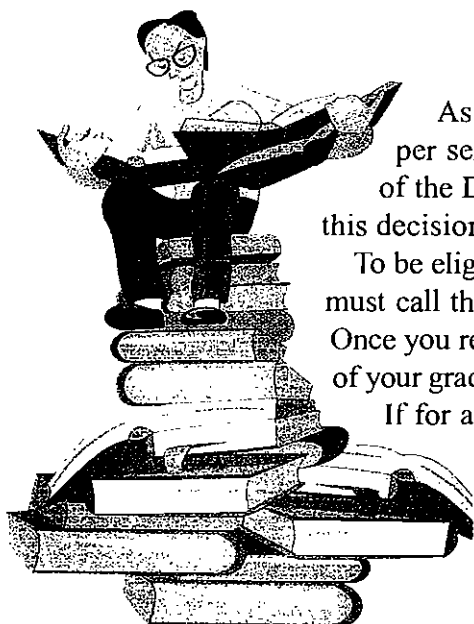 As
per se
of the D
this decision
To be elig
must call th
Once you re
of your grad
If for a